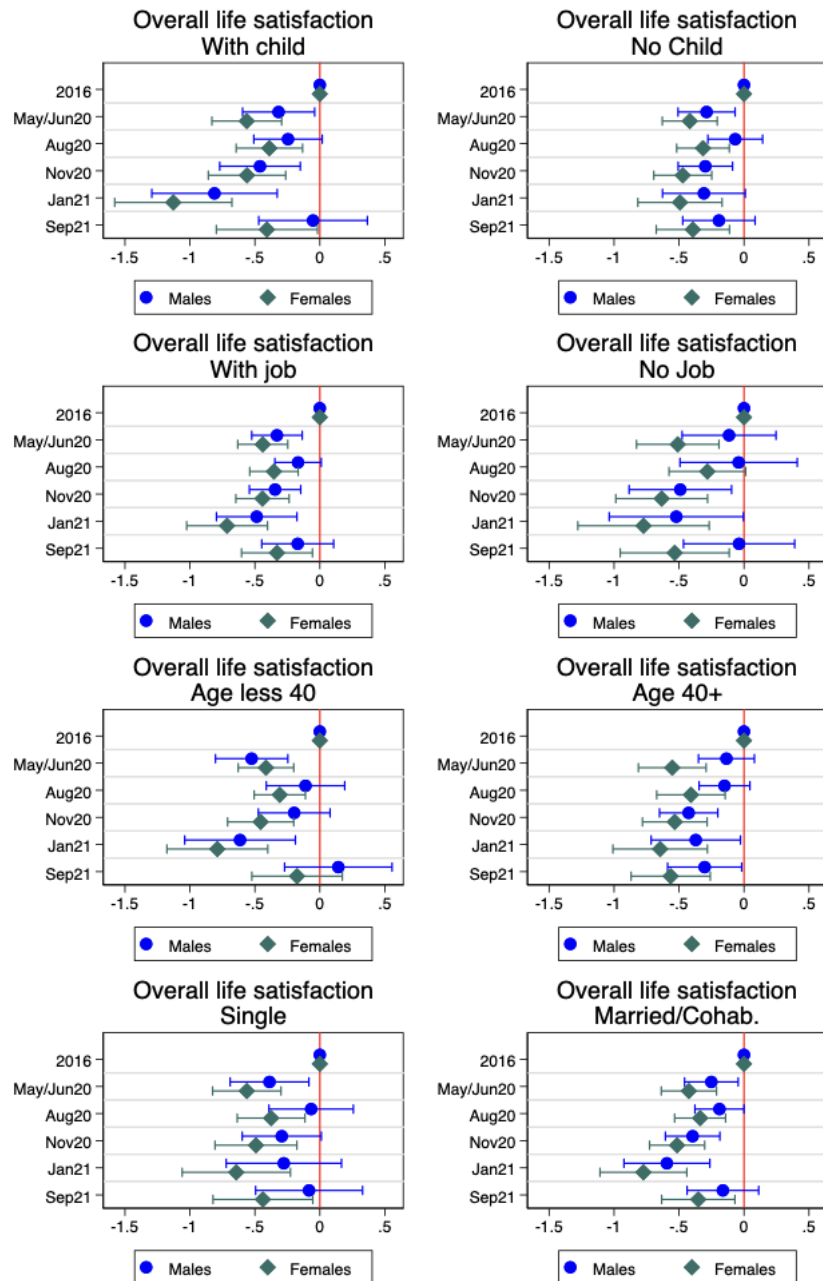 Overall life satisfaction
With child
2016
May/Jun20
Aug20
Nov20
Jan21
Sep21
-1.5 -1 -.5 0 .5
Males Females
Overall life satisfaction
No Child
2016
May/Jun20
Aug20
Nov20
Jan21
Sep21
-1.5 -1 -.5 0 .5
Males Females
Overall life satisfaction
With job
2016
May/Jun20
Aug20
Nov20
Jan21
Sep21
-1.5 -1 -.5 0 .5
Males Females
Overall life satisfaction
No Job
2016
May/Jun20
Aug20
Nov20
Jan21
Sep21
-1.5 -1 -.5 0 .5
Males Females
Overall life satisfaction
Age less 40
2016
May/Jun20
Aug20
Nov20
Jan21
Sep21
-1.5 -1 -.5 0 .5
Males Females
Overall life satisfaction
Age 40+
2016
May/Jun20
Aug20
Nov20
Jan21
Sep21
-1.5 -1 -.5 0 .5
Males Females
Overall life satisfaction
Single
2016
May/Jun20
Aug20
Nov20
Jan21
Sep21
-1.5 -1 -.5 0 .5
Males Females
Overall life satisfaction
Married/Cohab.
2016
May/Jun20
Aug20
Nov20
Jan21
Sep21
-1.5 -1 -.5 0 .5
Males Females